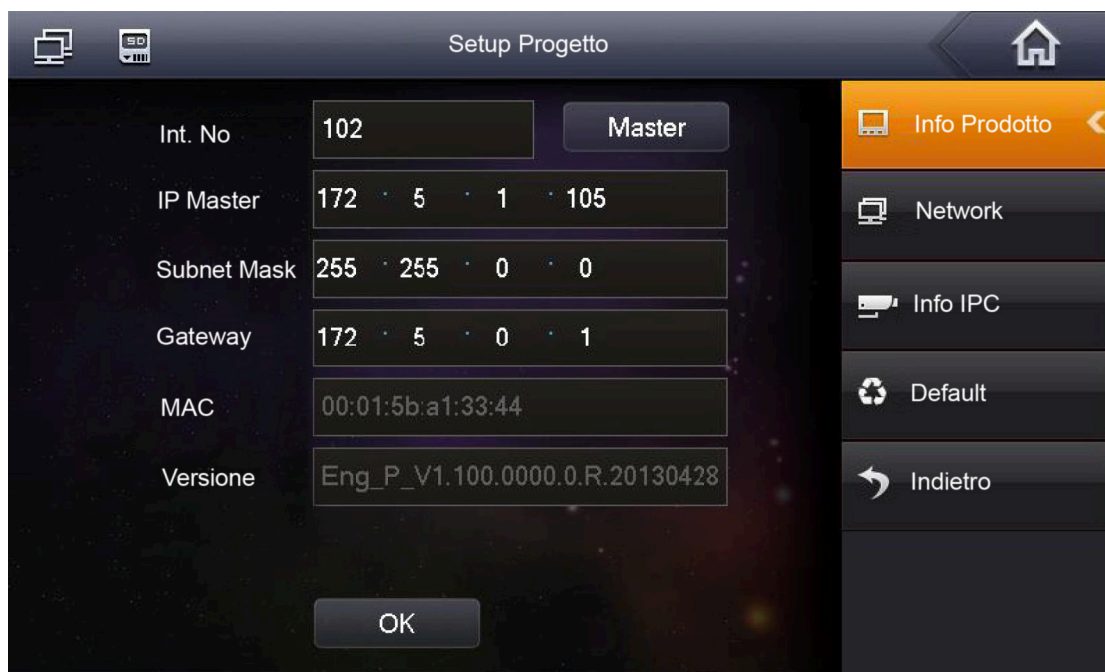 SD
Setup Progetto
Int. No 102 Master
IP Master 172 . 5 . 1 . 105
Subnet Mask 255 . 255 . 0 . 0
Gateway 172 . 5 . 0 . 1
MAC 00:01:5b:a1:33:44
Versione Eng_P_V1.100.0000.0.R.20130428
OK
Info Prodotto
Network
Info IPC
Default
Indietro